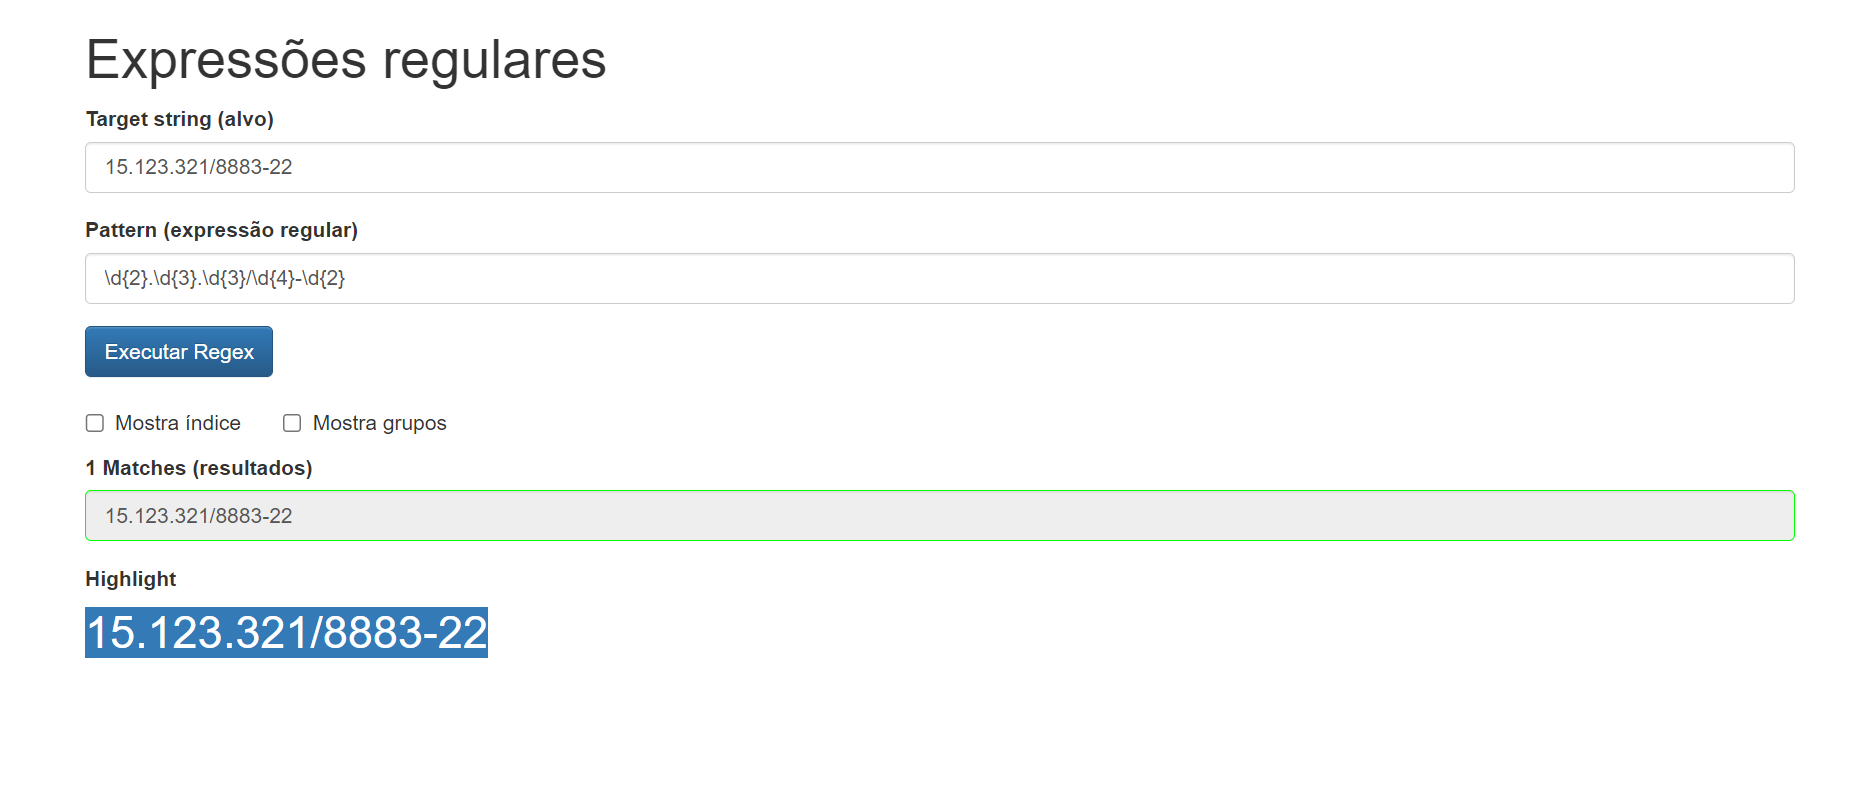 Expressões regulares
Target string (alvo)
15.123.321/8883-22
Pattern (expressão regular)
\d{2}.\d{3}.\d{3}/\d{4}-\d{2}
Executar Regex
Mostra índice Mostra grupos
1 Matches (resultados)
15.123.321/8883-22
Highlight
15.123.321/8883-22